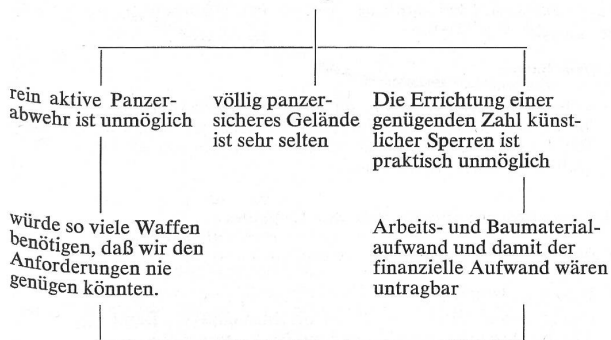 rein aktive Panzer-
abwehr ist unmöglich
völlig panzer-
sicheres Gelände
ist sehr selten
Die Errichtung einer
genügenden Zahl künst-
licher Sperren ist
praktisch unmöglich
würde so viele Waffen
benötigen, daß wir den
Anforderungen nie
genügen könnten.
Arbeits- und Baumaterial-
aufwand und damit der
finanzielle Aufwand wären
untragbar